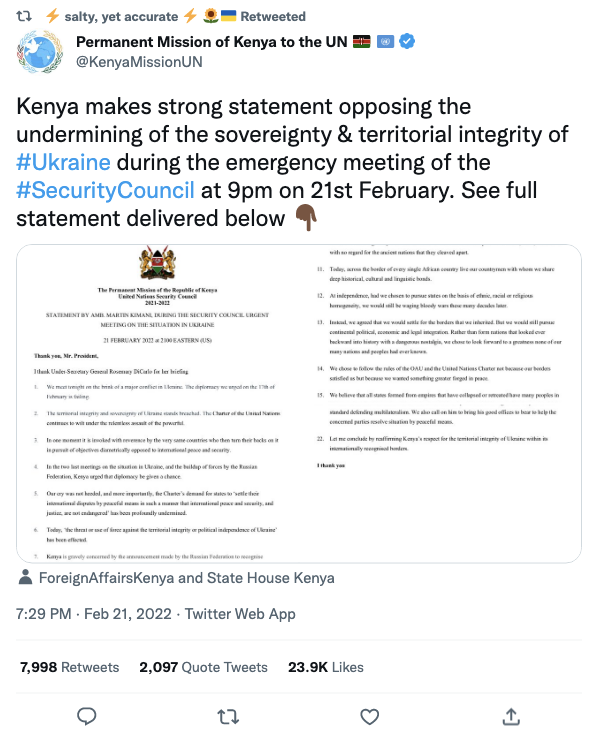 salty, yet accurate Retweeted
Permanent Mission of Kenya to the UN
@KenyaMissionUN
Kenya makes strong statement opposing the
undermining of the sovereignty & territorial integrity of
#Ukraine during the emergency meeting of the
#SecurityCouncil at 9pm on 21st February. See full
statement delivered below
The Permanent Mission of the Republic of Kenya
United Nations Security Council
2021-2022
STATEMENT BY AMB. MARTIN KIMANI, DURING THE SECURITY COUNCIL URGENT
MEETING ON THE SITUATION IN UKRAINE
21 FEBRUARY 2022 at 2100 EASTERN (US)
Thank you, Mr. President,
I thank Under-Secretary General Rosemary DiCarlo for her briefing
1. We meet tonight on the brink of a major conflict in Ukraine. The diplomacy we urged on the 17th of
February is failing.
2. The territorial integrity and sovereignty of Ukraine stands breached. The Charter of the United Nations
continues to wilt under the relentless assault of the powerful.
3. In one moment it is invoked with reverence by the very same countries who then turn their backs on it
in pursuit of objectives diametrically opposed to international peace and security.
4. In the two last meetings on the situation in Ukraine, and the buildup of forces by the Russian
Federation, Kenya urged that diplomacy be given a chance.
5. Our cry was not heeded, and more importantly, the Charter's demand for states to 'settle their
international disputes by peaceful means in such a manner that international peace and security, and
justice, are not endangered' has been profoundly undermined.
6. Today, 'the threat or use of force against the territorial integrity or political independence of Ukraine'
has been effected.
7. Kenya is gravely concerned by the announcement made by the Russian Federation to recognise
with no regard for the ancient nations that they cleaved apart.
11. Today, across the border of every single African country live our countrymen with whom we share
deep historical, cultural and linguistic bonds.
12. At independence, had we chosen to pursue states on the basis of ethnic, racial or religious
homogeneity, we would still be waging bloody wars these many decades later.
13. Instead, we agreed that we would settle for the borders that we inherited. But we would still pursue
continental political, economic and legal integration. Rather than form nations that looked ever
backward into history with a dangerous nostalgia, we chose to look forward to a greatness none of our
many nations and peoples had ever known.
14. We chose to follow the rules of the OAU and the United Nations Charter not because our borders
satisfied us but because we wanted something greater forged in peace.
15. We believe that all states formed from empires that have collapsed or retreated have many peoples in
standard defending multilateralism. We also call on him to bring his good offices to bear to help the
concerned parties resolve situation by peaceful means.
22. Let me conclude by reaffirming Kenya's respect for the territorial integrity of Ukraine within its
internationally recognised borders.
I thank you
ForeignAffairsKenya and State House Kenya
7:29 PM · Feb 21, 2022 · Twitter Web App
7,998 Retweets 2,097 Quote Tweets 23.9K Likes